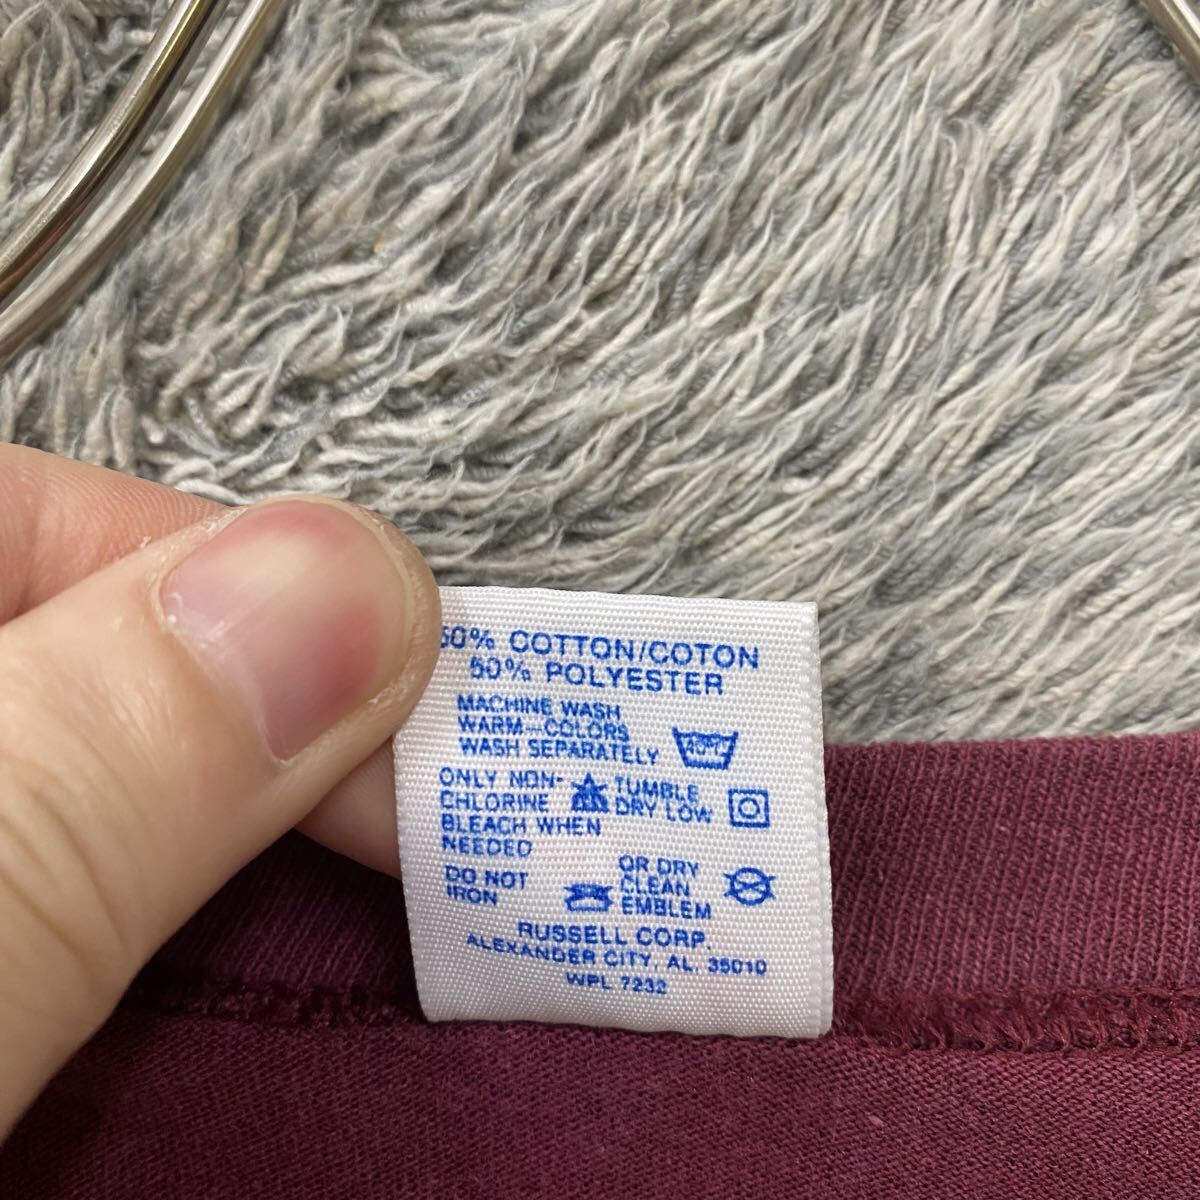 50% COTTON/COTON
50% POLYESTER
MACHINE WASH
WARM—COLORS
WASH SEPARATELY
40°
ONLY NON-
CHLORINE
BLEACH WHEN
NEEDED
TUMBLE
DRY LOW
DO NOT
IRON
OR DRY
CLEAN
EMBLEM
RUSSELL CORP.
ALEXANDER CITY, AL. 35010
WPL 7232